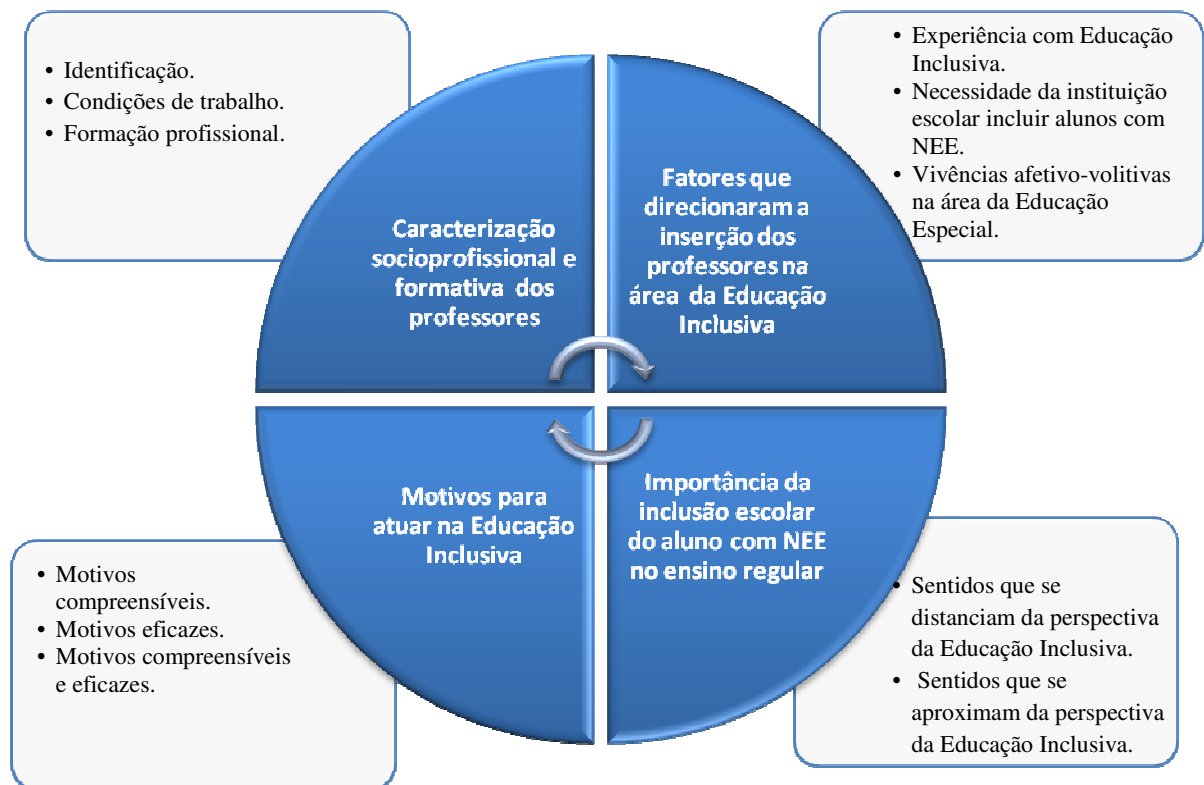 • Identificação.
• Condições de trabalho.
• Formação profissional.
• Experiência com Educação
Inclusiva.
• Necessidade da instituição
escolar incluir alunos com
NEE.
• Vivências afetivo-volitivas
na área da Educação
Especial.
Caracterização
socioprofissional e
formativa dos
professores
Fatores que
direcionaram a
inserção dos
professores na
área da Educação
Inclusiva
Motivos para
atuar na Educação
Inclusiva
Importância da
inclusão escolar
do aluno com NEE
no ensino regular
• Motivos
compreensíveis.
• Motivos eficazes.
• Motivos compreensíveis
e eficazes.
• Sentidos que se
distanciam da perspectiva
da Educação Inclusiva.
• Sentidos que se
aproximam da perspectiva
da Educação Inclusiva.